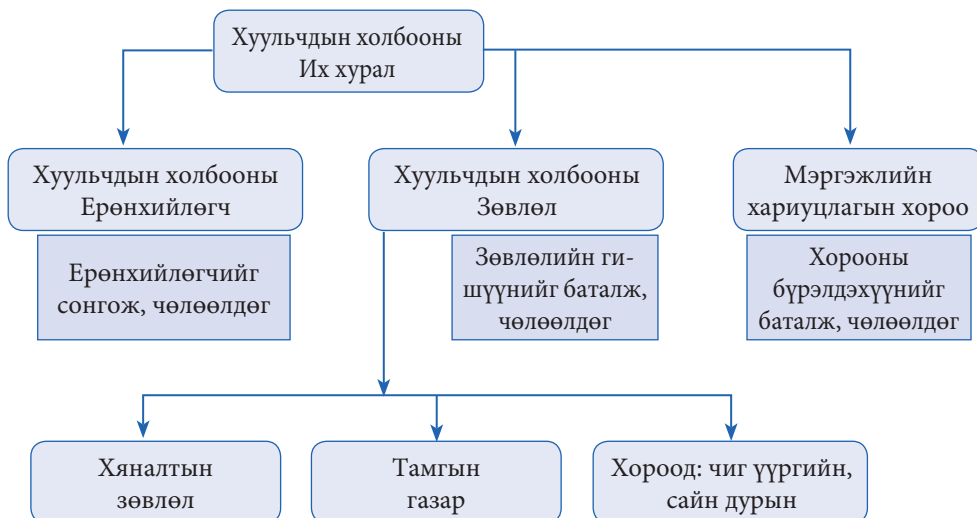 Хуульчдын холбооны
Их хурал
Хуульчдын холбооны
Ерөнхийлөгч
Хуульчдын холбооны
Зөвлөл
Мэргэжлийн
хариуцлагын хороо
Ерөнхийлөгчийг
сонгож, чөлөөлдөг
Зөвлөлийн ги-
шүүнийг баталж,
чөлөөлдөг
Хорооны
бүрэлдэхүүнийг
баталж, чөлөөлдөг
Хяналтын
зөвлөл
Тамгын
газар
Хороод: чиг үүргийн,
сайн дурын